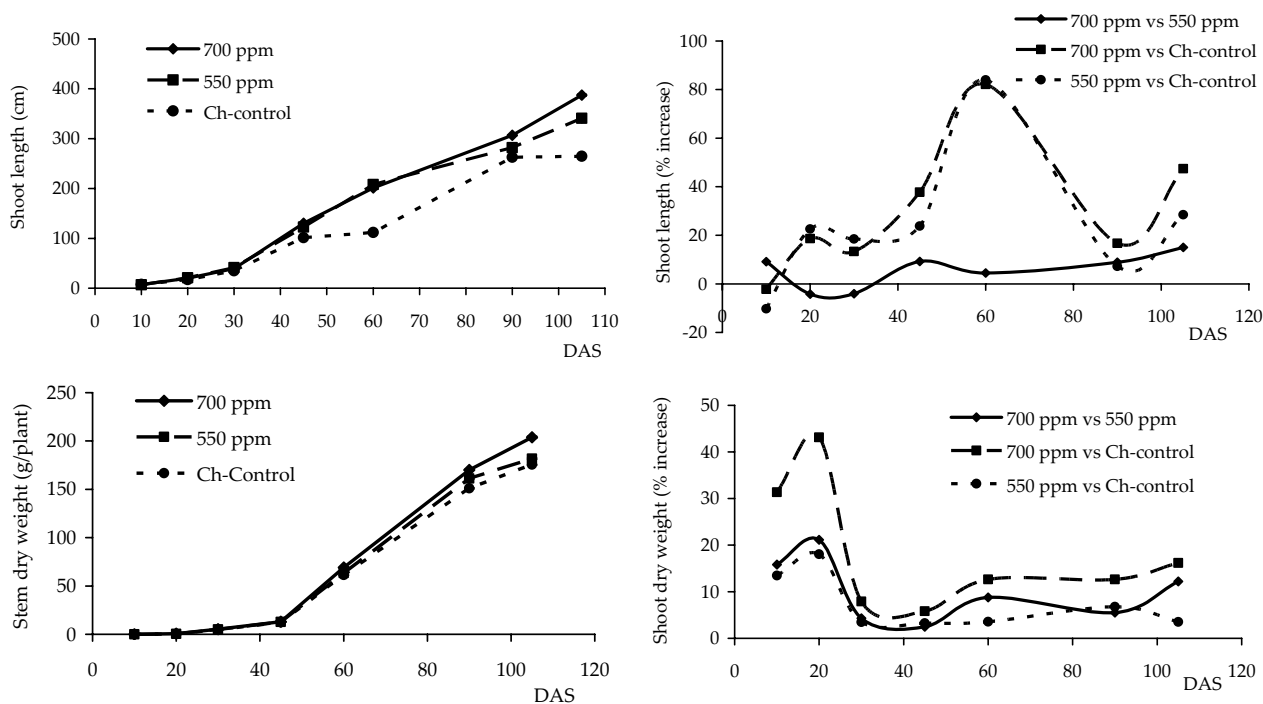 500
400
300
200
100
0
Shoot length (cm)
700 ppm
550 ppm
Ch-control
0 10 20 30 40 50 60 70 80 90 100 110
DAS
100
80
60
40
20
0
-20
Shoot length (% increase)
700 ppm vs 550 ppm
700 ppm vs Ch-control
550 ppm vs Ch-control
0 20 40 60 80 100 120
DAS
250
200
150
100
50
0
Stem dry weight (g/plant)
700 ppm
550 ppm
Ch-Control
0 20 40 60 80 100 120
DAS
50
40
30
20
10
0
Shoot dry weight (% increase)
700 ppm vs 550 ppm
700 ppm vs Ch-control
550 ppm vs Ch-control
0 20 40 60 80 100 120
DAS